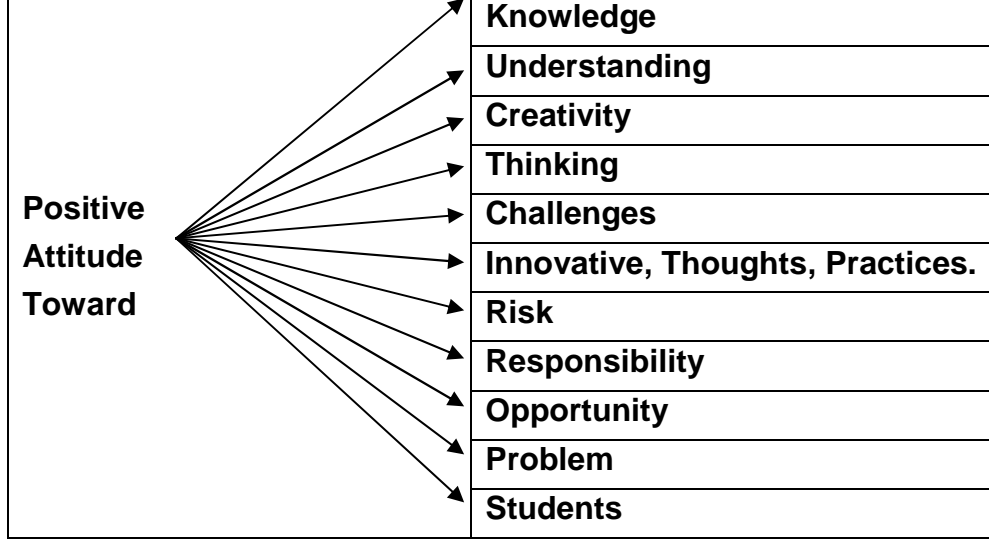 Positive
Attitude
Toward
Knowledge
Understanding
Creativity
Thinking
Challenges
Innovative, Thoughts, Practices.
Risk
Responsibility
Opportunity
Problem
Students